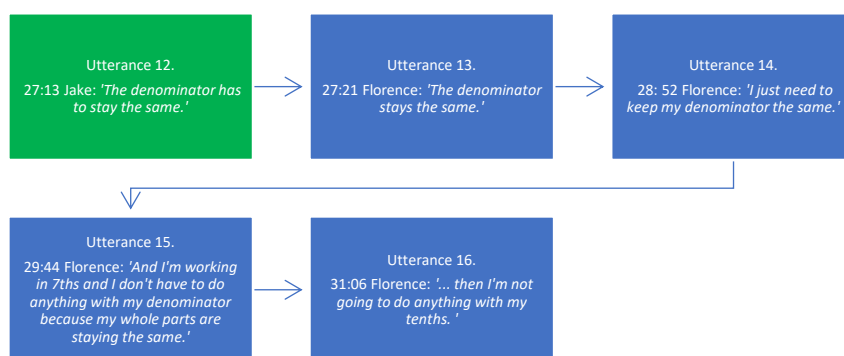 Utterance 12.
27:13 Jake: 'The denominator has
to stay the same.'
Utterance 13.
27:21 Florence: 'The denominator
stays the same.'
Utterance 14.
28: 52 Florence: 'I just need to
keep my denominator the same.'
Utterance 15.
29:44 Florence: 'And I'm working
in 7ths and I don't have to do
anything with my denominator
because my whole parts are
staying the same.'
Utterance 16.
31:06 Florence: '... then I'm not
going to do anything with my
tenths. '